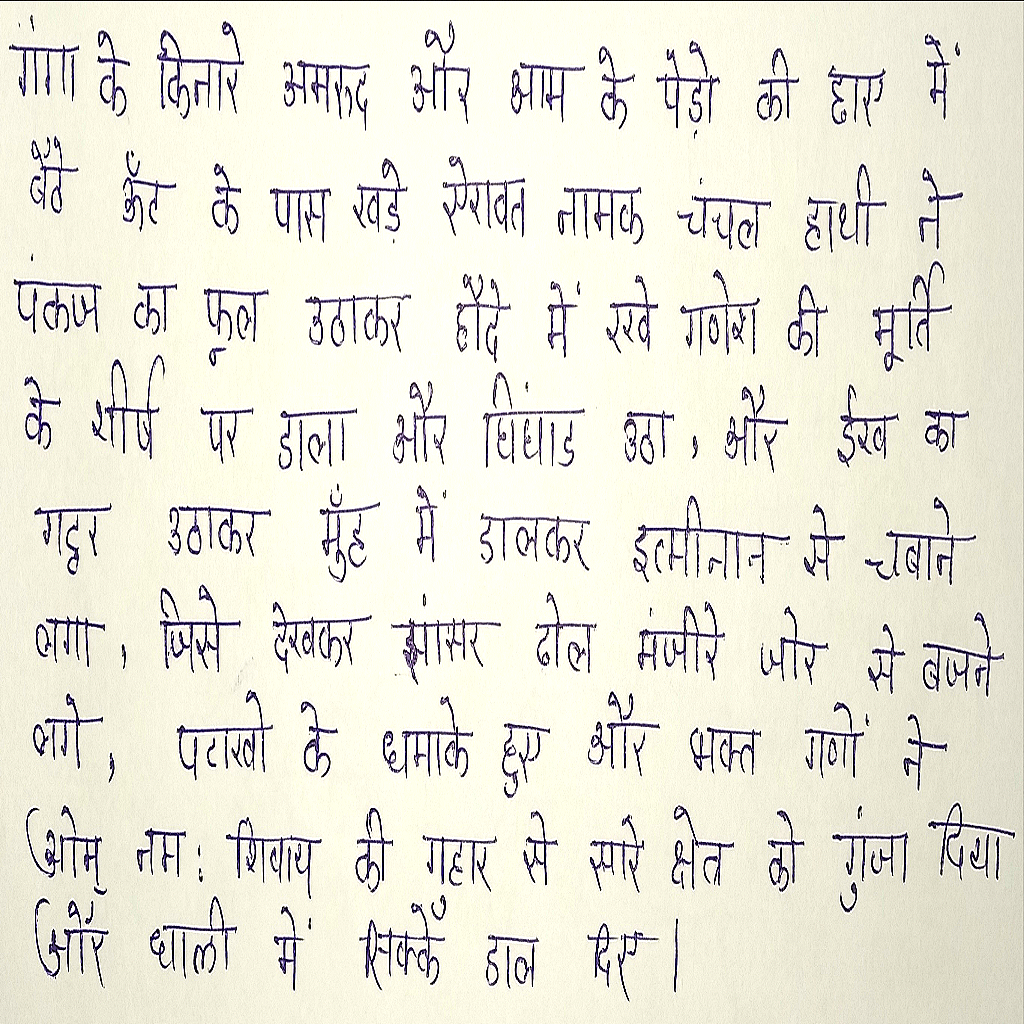 गंगा के किनारे अमरुद और आम के पेड़ो की छाए में
बैठे ऊँट के पास खड़े ऐरावत नामक चंचल हाथी ने
पंकज का फूल उठाकर हौदे में रखे गणेश की मूर्ति
के शीर्ष पर डाला और चिंघाड उठा, और ईख का
गट्ठर उठाकर मुँह में डालकर इत्मीनान से चबाने
लगा, जिसे देखकर झांसर ढोल मंजीरे जोर से बजने
लगे, पटाखो के धमाके हुए और भक्त गणों ने
ओम् नमः शिवाय् की गुहार से सारे क्षेत्र को गुंजा दिया
और थाली में सिक्कें डाल दिए।